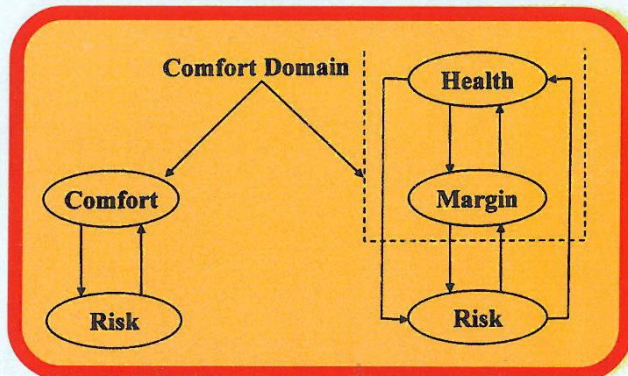 Comfort Domain
Health
Comfort
Margin
Risk
Risk